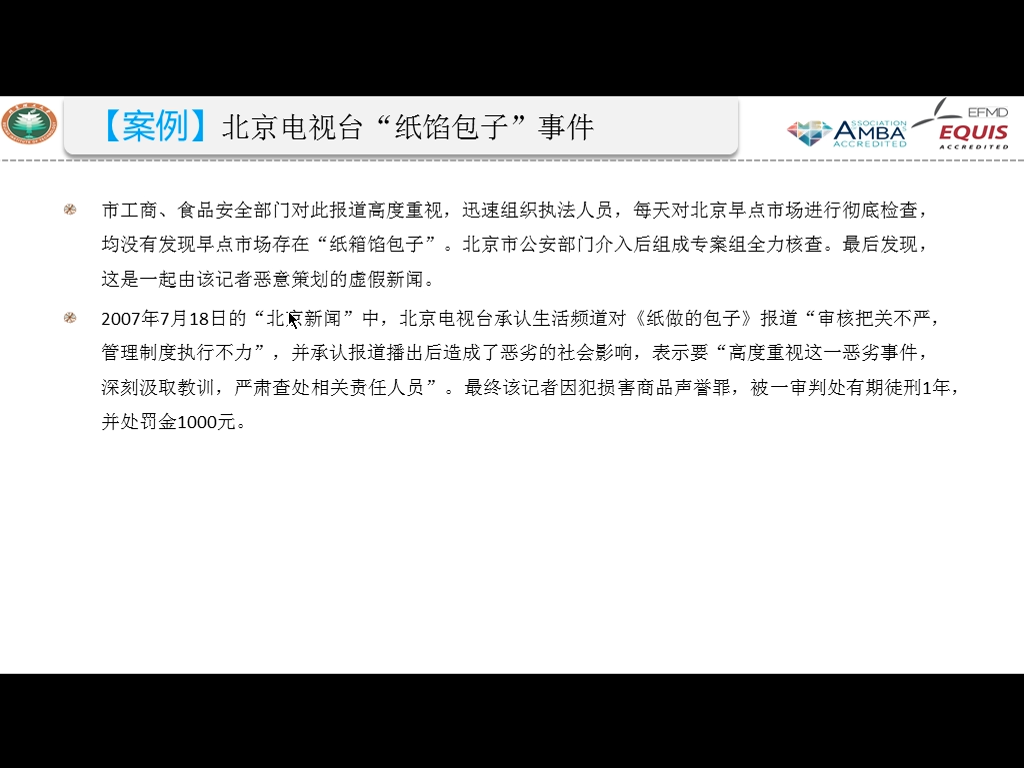 【案例】北京电视台“纸馅包子”事件
ASSOCIATION
AMBA
ACCREDITED
EFMD
EQUIS
ACCREDITED
市工商、食品安全部门对此报道高度重视，迅速组织执法人员，每天对北京早点市场进行彻底检查，
均没有发现早点市场存在“纸箱馅包子”。北京市公安部门介入后组成专案组全力核查。最后发现，
这是一起由该记者恶意策划的虚假新闻。
2007年7月18日的“北京新闻”中，北京电视台承认生活频道对《纸做的包子》报道“审核把关不严，
管理制度执行不力”，并承认报道播出后造成了恶劣的社会影响，表示要“高度重视这一恶劣事件，
深刻汲取教训，严肃查处相关责任人员”。最终该记者因犯损害商品声誉罪，被一审判处有期徒刑1年，
并处罚金1000元。